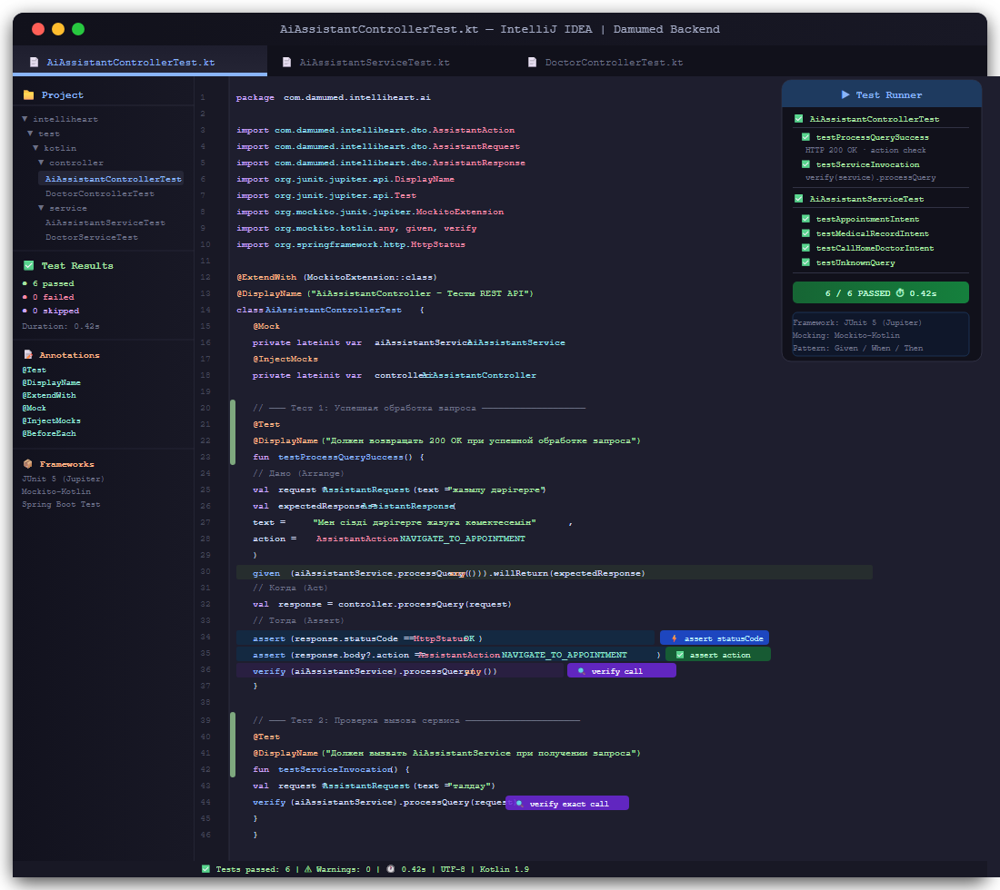 AiAssistantControllerTest.kt — IntelliJ IDEA | Damumed Backend
AiAssistantControllerTest.kt
AiAssistantServiceTest.kt
DoctorControllerTest.kt
Project
▼ intelliheart
▼ test
▼ kotlin
▼ controller
AiAssistantControllerTest
DoctorControllerTest
▼ service
AiAssistantServiceTest
DoctorServiceTest
✅ Test Results
● 6 passed
● 0 failed
● 0 skipped
Duration: 0.42s
Annotations
@Test
@DisplayName
@ExtendWith
@Mock
@InjectMocks
@BeforeEach
Frameworks
JUnit 5 (Jupiter)
Mockito-Kotlin
Spring Boot Test
1 package com.damumed.intelliheart.ai
2
3 import com.damumed.intelliheart.dto.AssistantAction
4 import com.damumed.intelliheart.dto.AssistantRequest
5 import com.damumed.intelliheart.dto.AssistantResponse
6 import org.junit.jupiter.api.DisplayName
7 import org.junit.jupiter.api.Test
8 import org.mockito.junit.jupiter.MockitoExtension
9 import org.mockito.kotlin.any, given, verify
10 import org.springframework.http.HttpStatus
11
12 @ExtendWith (MockitoExtension::class)
13 @DisplayName ("AiAssistantController - Тесты REST API")
14 class AiAssistantControllerTest {
15 @Mock
16 private lateinit var aiAssistantService: AiAssistantService
17 @InjectMocks
18 private lateinit var controller: AiAssistantController
19
20 // ─── Тест 1: Успешная обработка запроса ───────────────────
21 @Test
22 @DisplayName ("Должен возвращать 200 OK при успешной обработке запроса")
23 fun testProcessQuerySuccess() {
24 // Дано (Arrange)
25 val request = AssistantRequest (text = "жазылу дәрігерге")
26 val expectedResponse = AssistantResponse(
27 text = "Мен сізді дәрігерге жазуға көмектесемін" ,
28 action = AssistantAction.NAVIGATE_TO_APPOINTMENT
29 )
30 given (aiAssistantService.processQuery(any())).willReturn(expectedResponse)
31 // Когда (Act)
32 val response = controller.processQuery(request)
33 // Тогда (Assert)
34 assert (response.statusCode == HttpStatus.OK ) ⚡ assert statusCode
35 assert (response.body?.action == AssistantAction.NAVIGATE_TO_APPOINTMENT ) ✅ assert action
36 verify (aiAssistantService).processQuery(any()) 🔍 verify call
37 }
38
39 // ─── Тест 2: Проверка вызова сервиса ─────────────────────
40 @Test
41 @DisplayName ("Должен вызвать AiAssistantService при получении запроса")
42 fun testServiceInvocation() {
43 val request = AssistantRequest (text = "талдау")
44 verify (aiAssistantService).processQuery(request 🔍 verify exact call
45 }
46 }
▶ Test Runner
✅ AiAssistantControllerTest
✅ testProcessQuerySuccess
HTTP 200 OK · action check
✅ testServiceInvocation
verify(service).processQuery
✅ AiAssistantServiceTest
✅ testAppointmentIntent
✅ testMedicalRecordIntent
✅ testCallHomeDoctorIntent
✅ testUnknownQuery
6 / 6 PASSED ⏱ 0.42s
Framework: JUnit 5 (Jupiter)
Mocking: Mockito-Kotlin
Pattern: Given / When / Then
✅ Tests passed: 6 | ⚠ Warnings: 0 | 🕐 0.42s | UTF-8 | Kotlin 1.9